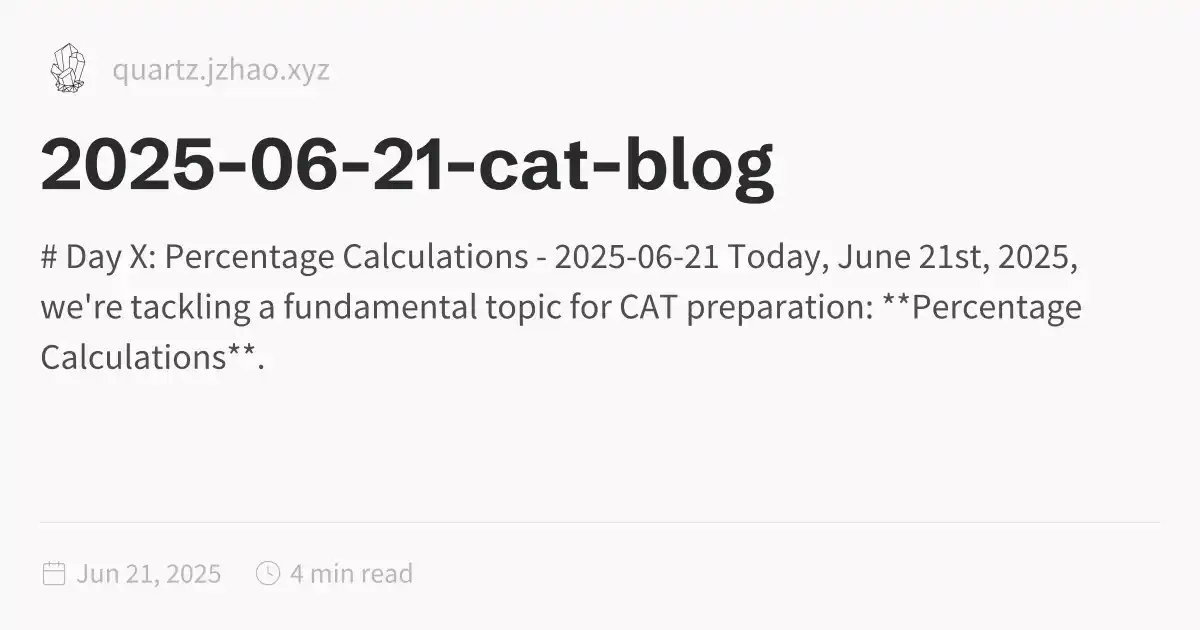 quartz.jzhao.xyz
2025-06-21-cat-blog
# Day X: Percentage Calculations - 2025-06-21 Today, June 21st, 2025,
we're tackling a fundamental topic for CAT preparation: **Percentage
Calculations**.
Jun 21, 2025
4 min read